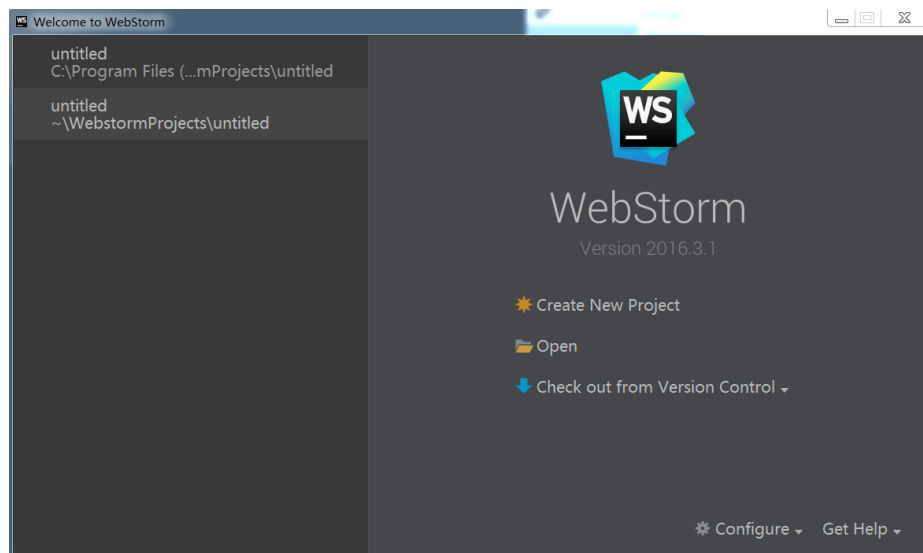 WS Welcome to WebStorm
untitled
C:\Program Files (...mProjects\untitled
untitled
~\WebstormProjects\untitled
WS
WebStorm
Version 2016.3.1
Create New Project
Open
Check out from Version Control
Configure
Get Help